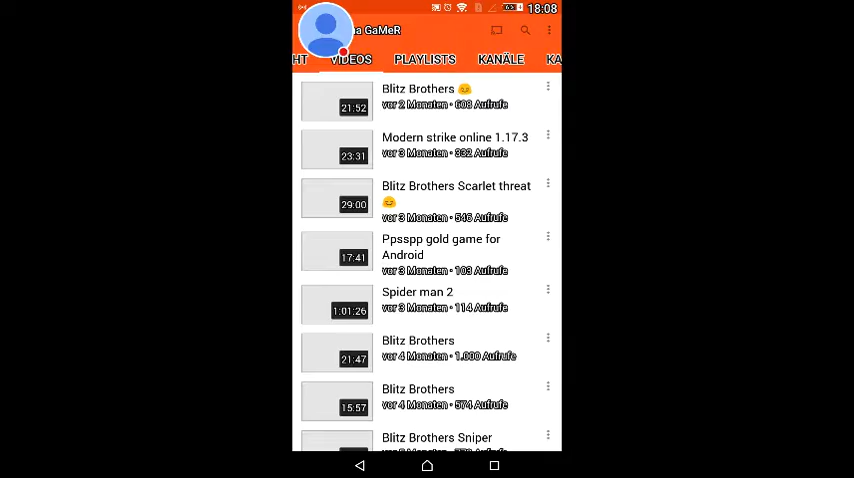 18:08
GaMeR
HT VIDEOS PLAYLISTS KANÄLE KA
Blitz Brothers 😊
vor 2 Monaten • 603 Aufrufe
21:52
Modern strike online 1.17.3
vor 3 Monaten • 332 Aufrufe
23:31
Blitz Brothers Scarlet threat
😊
vor 3 Monaten • 546 Aufrufe
29:00
Ppsspp gold game for
Android
vor 3 Monaten • 103 Aufrufe
17:41
Spider man 2
vor 3 Monaten • 114 Aufrufe
1:01:26
Blitz Brothers
vor 4 Monaten • 1.000 Aufrufe
21:47
Blitz Brothers
vor 4 Monaten • 574 Aufrufe
15:57
Blitz Brothers Sniper